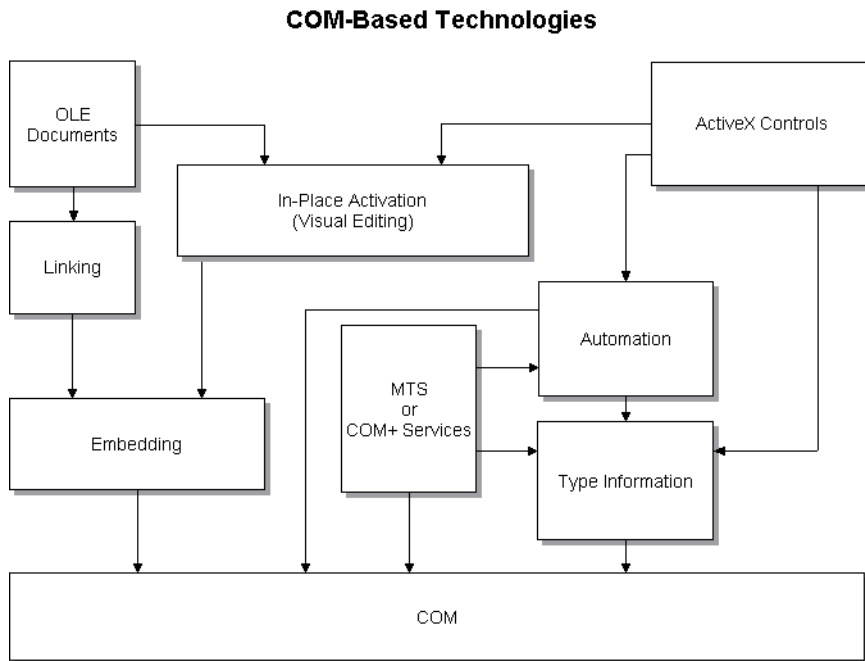 COM-Based Technologies
OLE
Documents
ActiveX Controls
In-Place Activation
(Visual Editing)
Linking
Automation
MTS
or
COM+ Services
Embedding
Type Information
COM